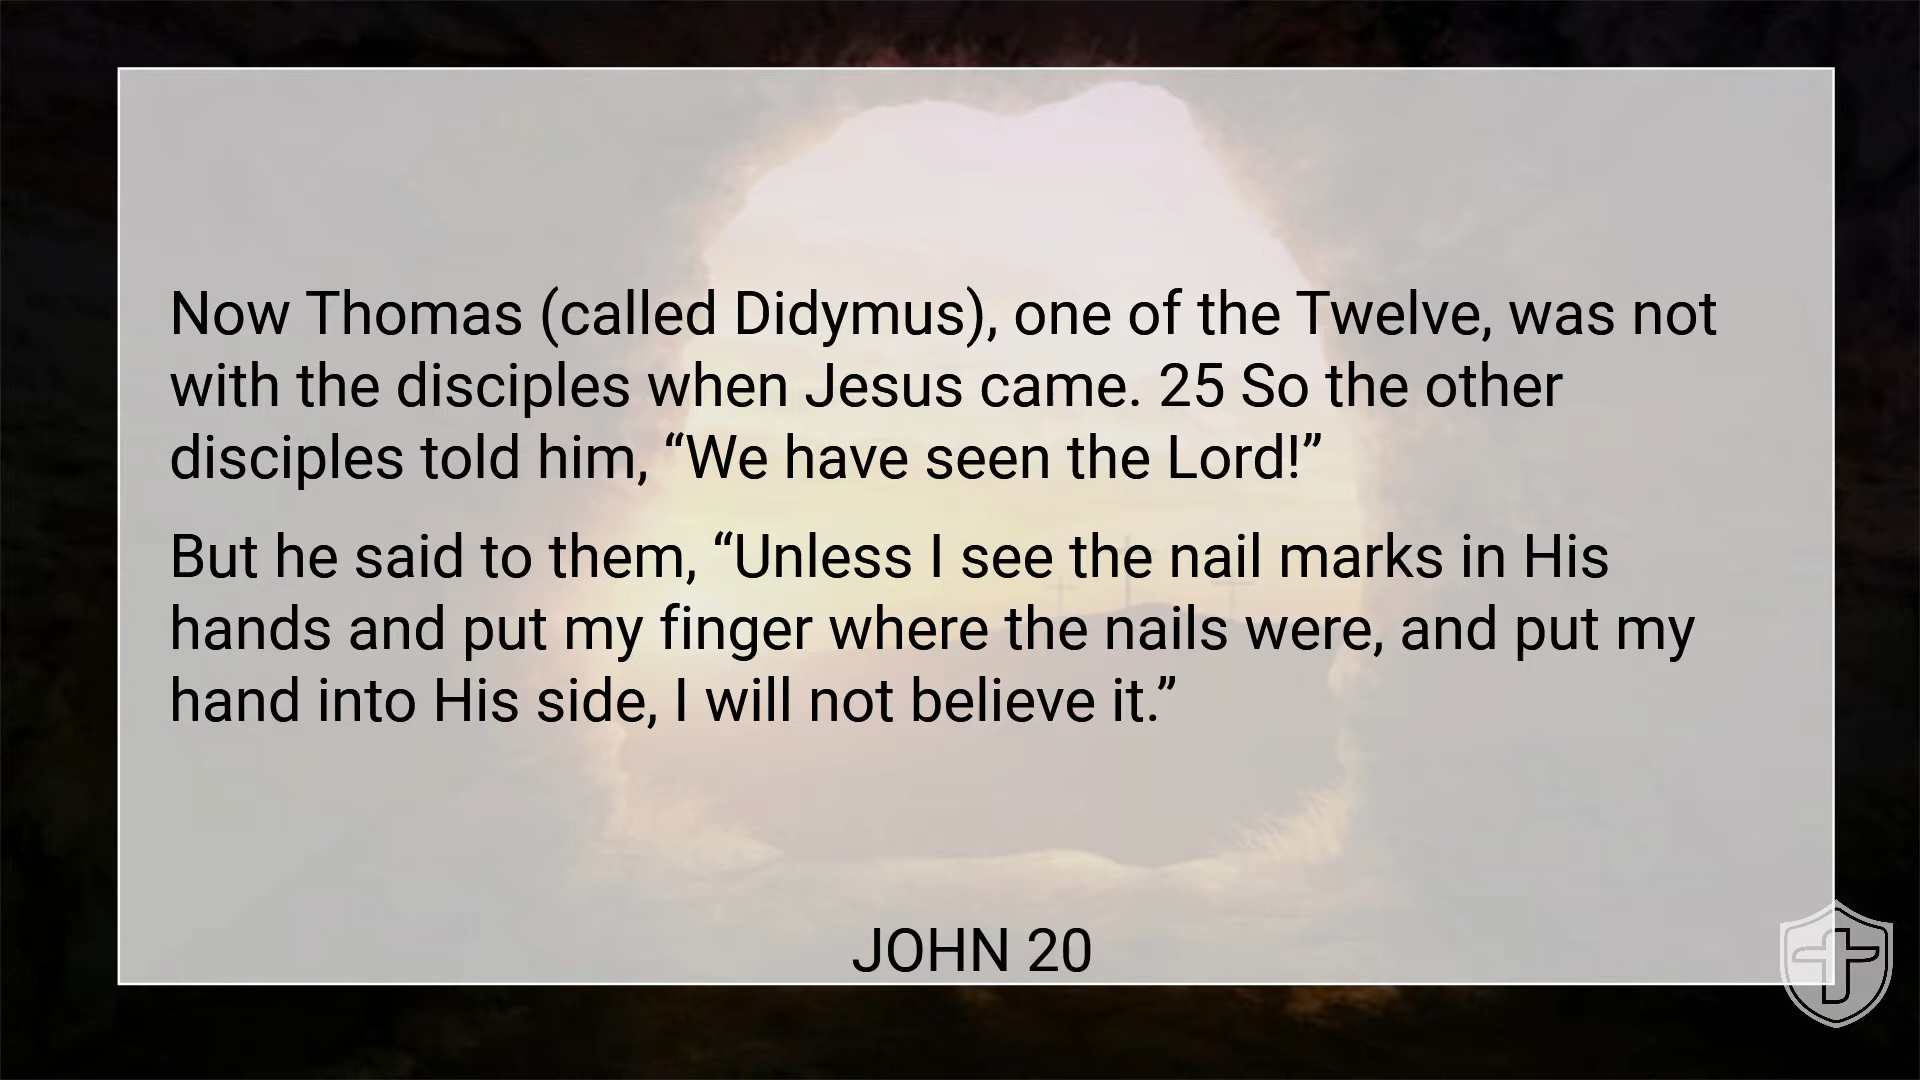 Now Thomas (called Didymus), one of the Twelve, was not
with the disciples when Jesus came. 25 So the other
disciples told him, “We have seen the Lord!”
But he said to them, “Unless I see the nail marks in His
hands and put my finger where the nails were, and put my
hand into His side, I will not believe it.”
JOHN 20